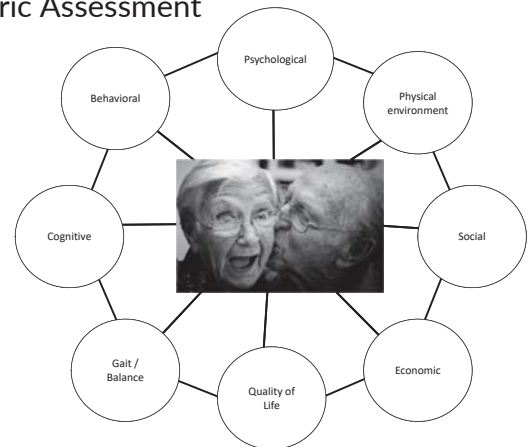 ric Assessment
Psychological
Behavioral
Physical
environment
Cognitive
Social
Gait /
Balance
Economic
Quality of
Life